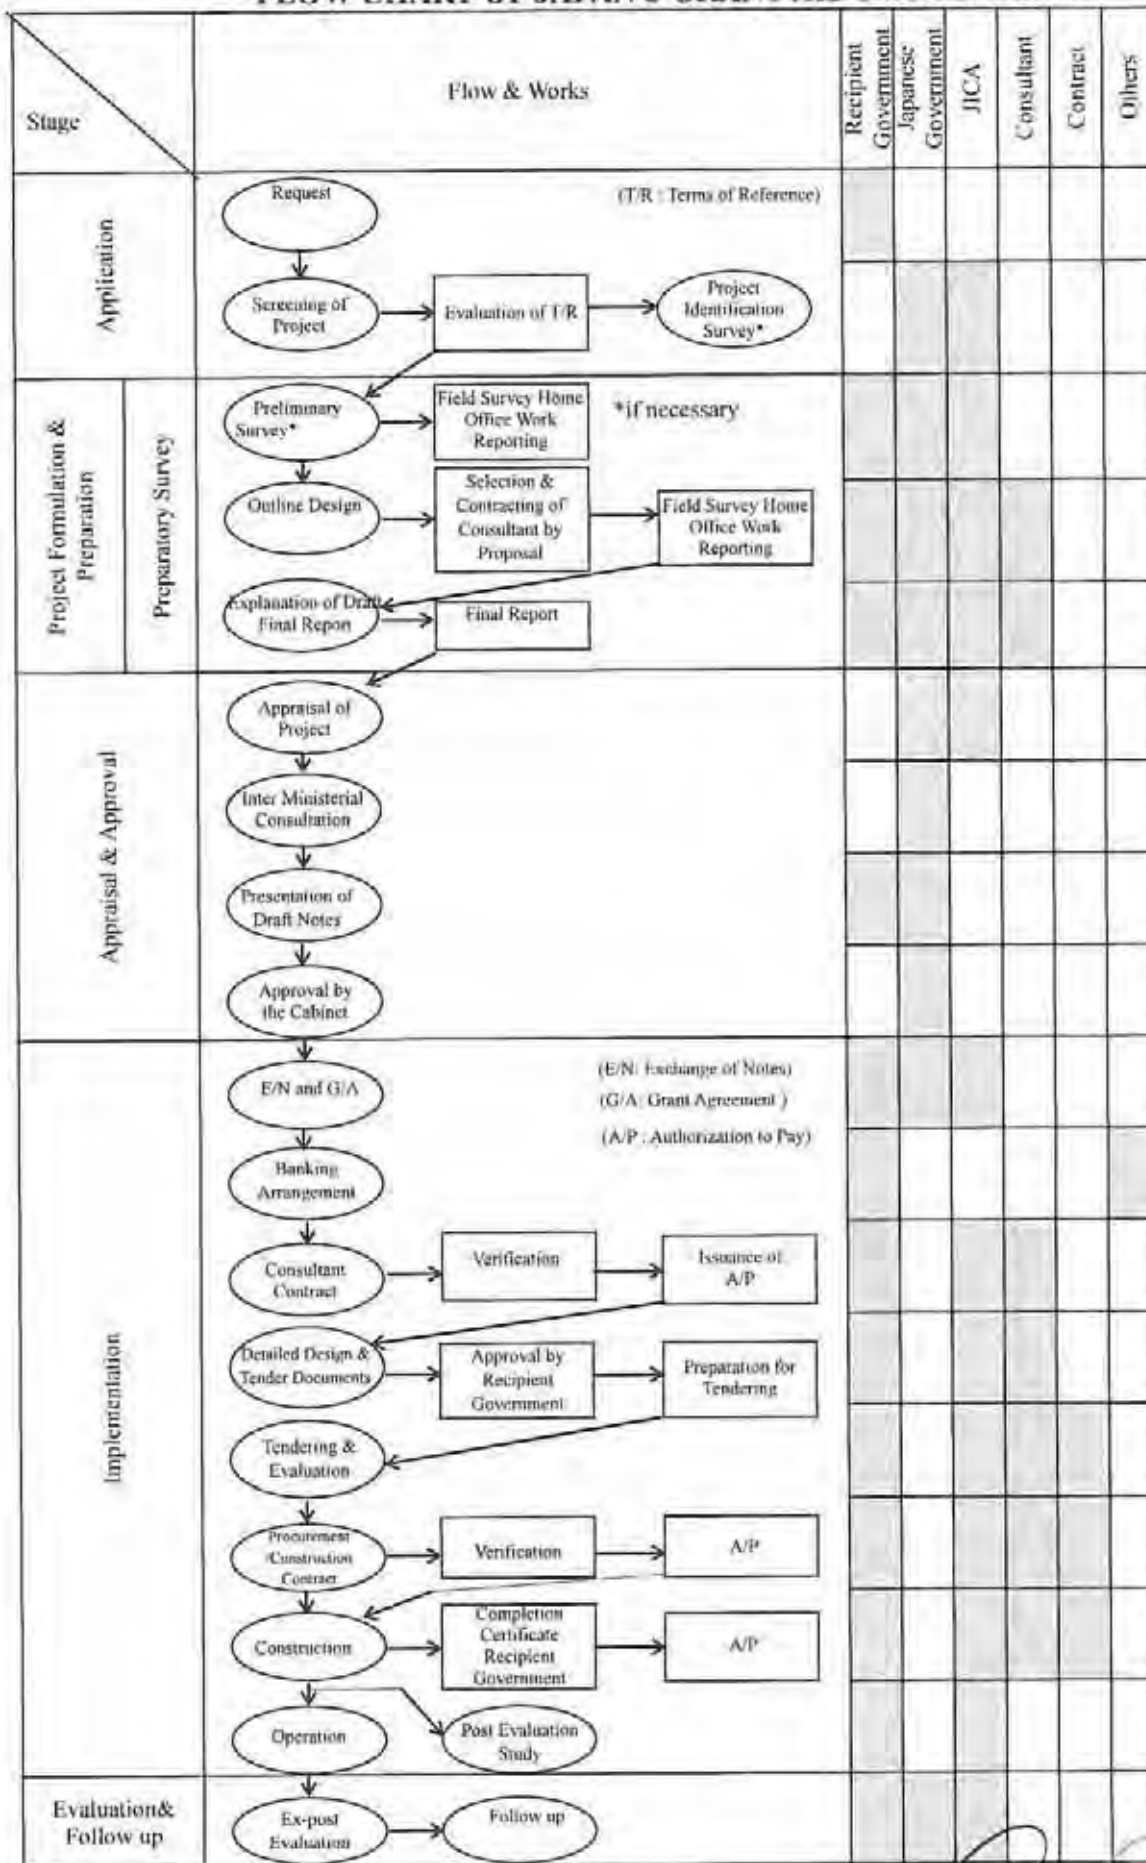 Stage
Flow & Works
Recipient
Government
Japanese
Government
JICA
Consultant
Contract
Others
Application
Request
(T/R : Terms of Reference)
Screening of
Project
Evaluation of T/R
Project
Identification
Survey*
Project Formulation &
Preparation
Preparatory Survey
Preliminary
Survey*
Field Survey Home
Office Work
Reporting
*if necessary
Outline Design
Selection &
Contracting of
Consultant by
Proposal
Field Survey Home
Office Work
Reporting
Explanation of Draft
Final Report
Final Report
Appraisal & Approval
Appraisal of
Project
Inter Ministerial
Consultation
Presentation of
Draft Notes
Approval by
the Cabinet
Implementation
E/N and G/A
(E/N: Exchange of Notes)
(G/A: Grant Agreement )
(A/P : Authorization to Pay)
Banking
Arrangement
Consultant
Contract
Verification
Issuance of
A/P
Detailed Design &
Tender Documents
Approval by
Recipient
Government
Preparation for
Tendering
Tendering &
Evaluation
Procurement
/Construction
Contract
Verification
A/P
Construction
Completion
Certificate
Recipient
Government
A/P
Operation
Post Evaluation
Study
Evaluation&
Follow up
Ex-post
Evaluation
Follow up